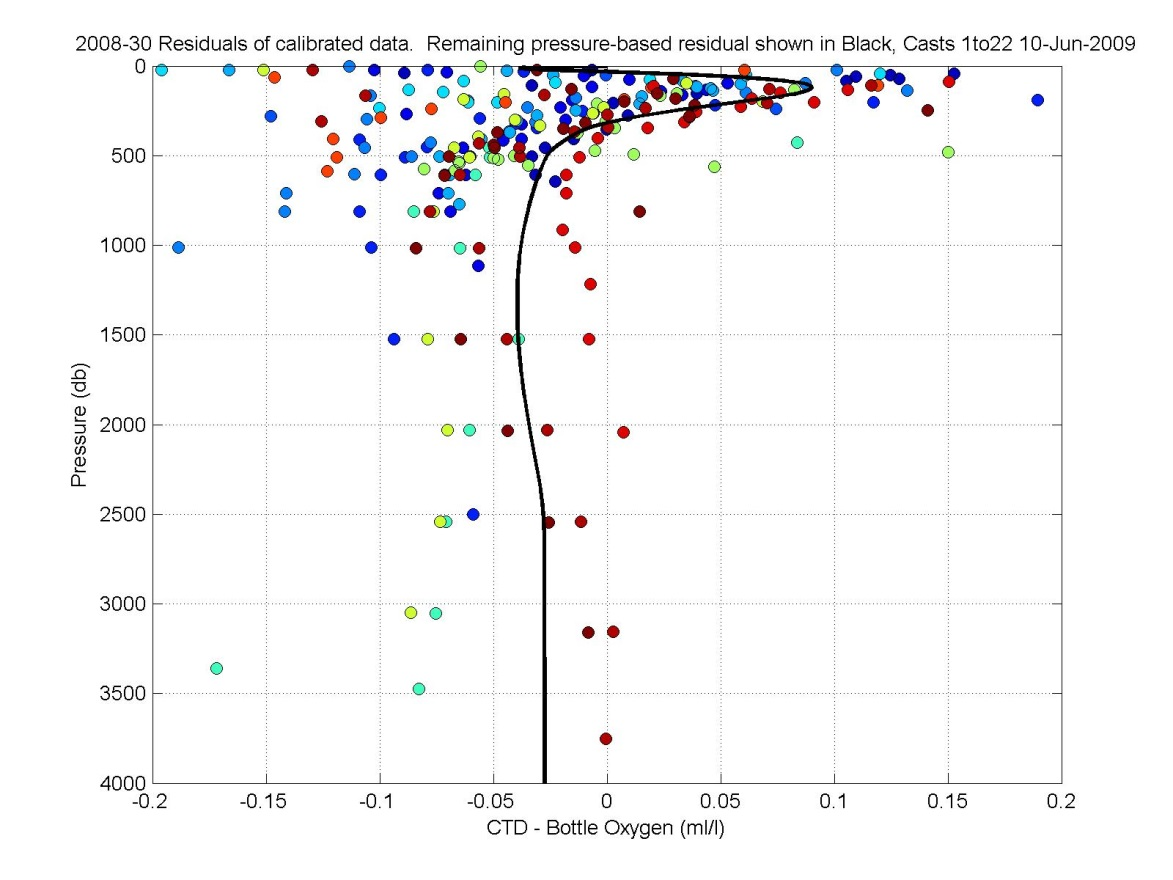 2008-30 Residuals of calibrated data.  Remaining pressure-based residual shown in Black, Casts 1to22 10-Jun-2009
0
500
1000
1500
2000
2500
3000
3500
4000
Pressure (db)
-0.2 -0.15 -0.1 -0.05 0 0.05 0.1 0.15 0.2
CTD - Bottle Oxygen (ml/l)